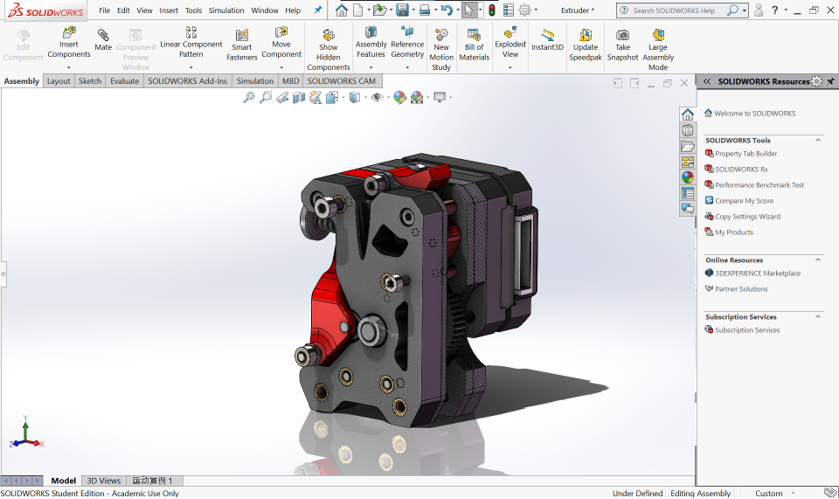 SOLIDWORKS
File Edit View Insert Tools Simulation Window Help
Extruder *
Search SOLIDWORKS Help
Edit Component
Insert Components
Mate
Component Preview Window
Linear Component Pattern
Smart Fasteners
Move Component
Show Hidden Components
Assembly Features
Reference Geometry
New Motion Study
Bill of Materials
Exploded View
Instant3D
Update Speedpak
Take Snapshot
Large Assembly Mode
Assembly Layout Sketch Evaluate SOLIDWORKS Add-Ins Simulation MBD SOLIDWORKS CAM
SOLIDWORKS Resources
Welcome to SOLIDWORKS
SOLIDWORKS Tools
Property Tab Builder
SOLIDWORKS Rx
Performance Benchmark Test
Compare My Score
Copy Settings Wizard
My Products
Online Resources
3DEXPERIENCE Marketplace
Partner Solutions
Subscription Services
Subscription Services
Y
Z X
Model 3D Views 运动算例 1
SOLIDWORKS Student Edition - Academic Use Only
Under Defined Editing Assembly Custom